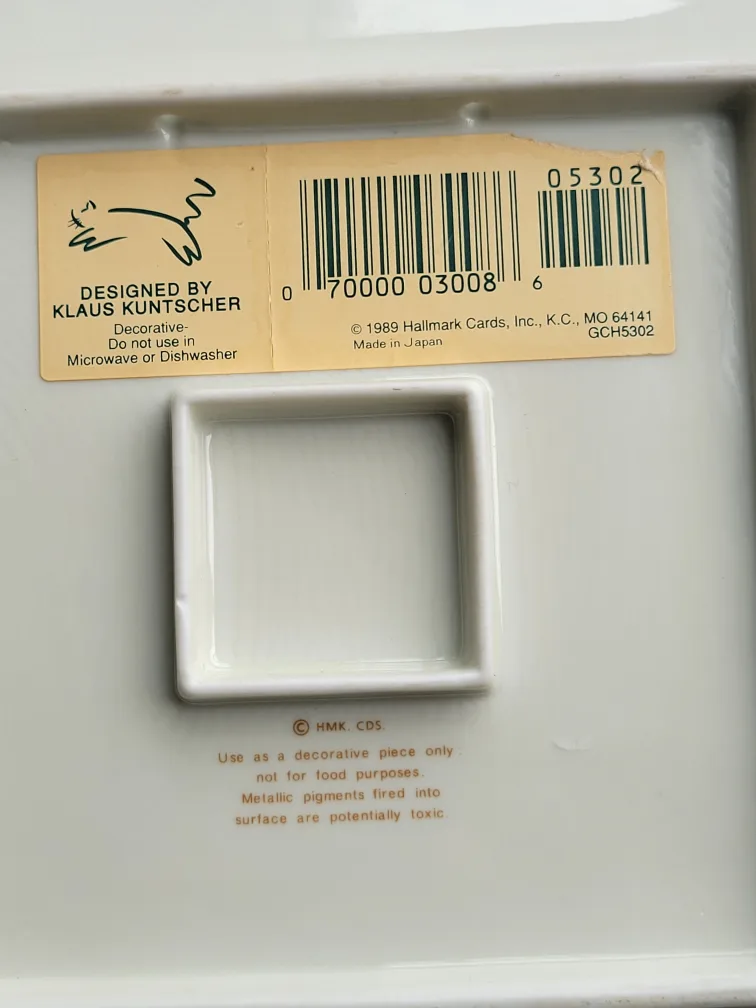 DESIGNED BY
KLAUS KUNTSCHER
Decorative-
Do not use in
Microwave or Dishwasher
05302
0 70000 03008 6
© 1989 Hallmark Cards, Inc., K.C., MO 64141
Made in Japan GCH5302
© HMK. CDS.
Use as a decorative piece only
not for food purposes.
Metallic pigments fired into
surface are potentially toxic